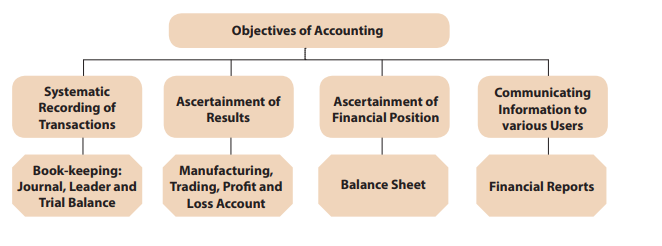 Objectives of Accounting
Systematic
Recording of
Transactions
Ascertainment of
Results
Ascertainment of
Financial Position
Communicating
Information to
various Users
Book-keeping:
Journal, Leader and
Trial Balance
Manufacturing,
Trading, Profit and
Loss Account
Balance Sheet
Financial Reports